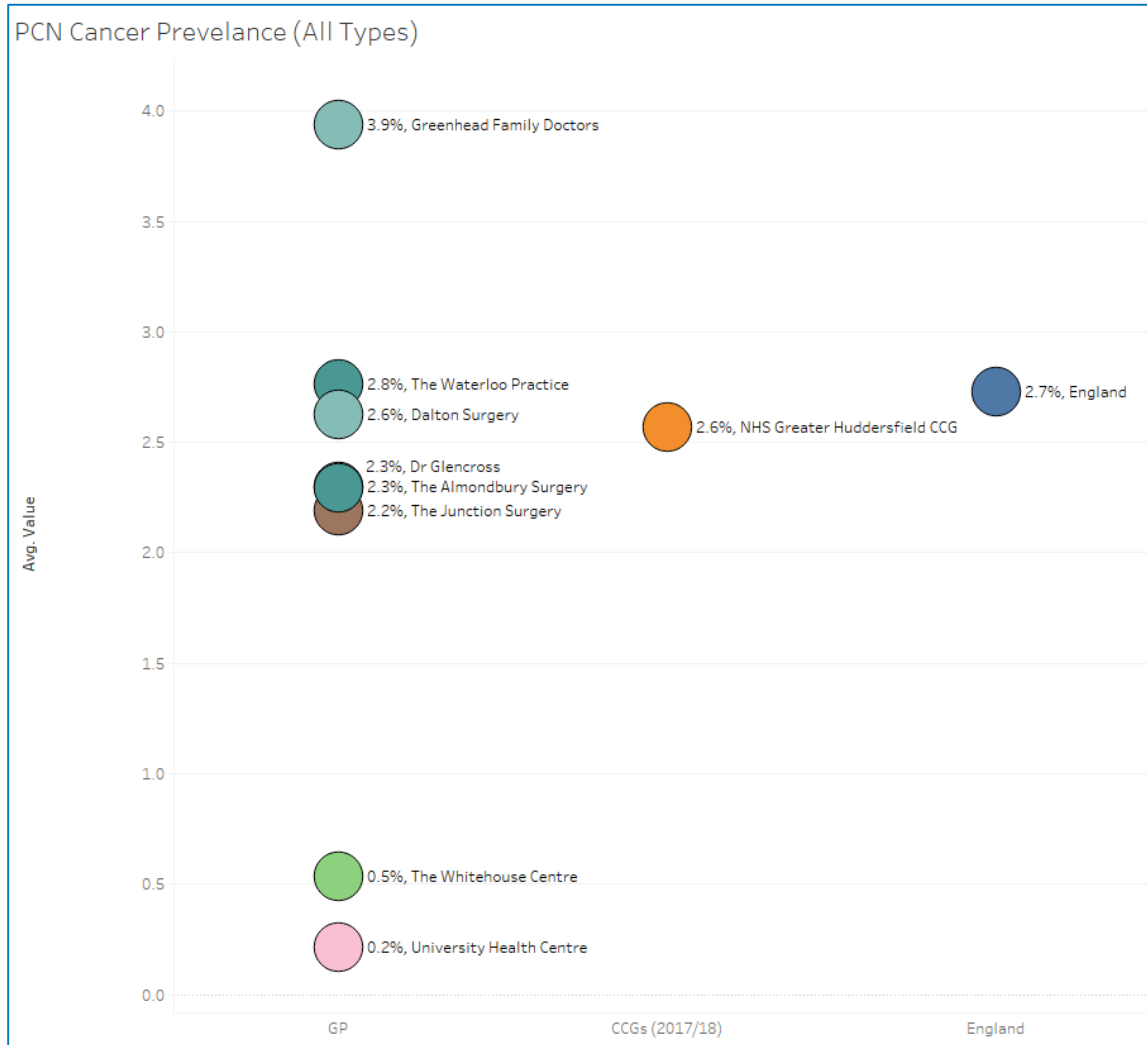 PCN Cancer Prevelance (All Types)
4.0
3.9%, Greenhead Family Doctors
3.5
3.0
2.8%, The Waterloo Practice
2.7%, England
2.6%, Dalton Surgery
2.6%, NHS Greater Huddersfield CCG
2.5
2.3%, Dr Glencross
2.3%, The Almondbury Surgery
2.2%, The Junction Surgery
Avg. Value
2.0
1.5
1.0
0.5%, The Whitehouse Centre
0.5
0.2%, University Health Centre
0.0
GP
CCGs (2017/18)
England